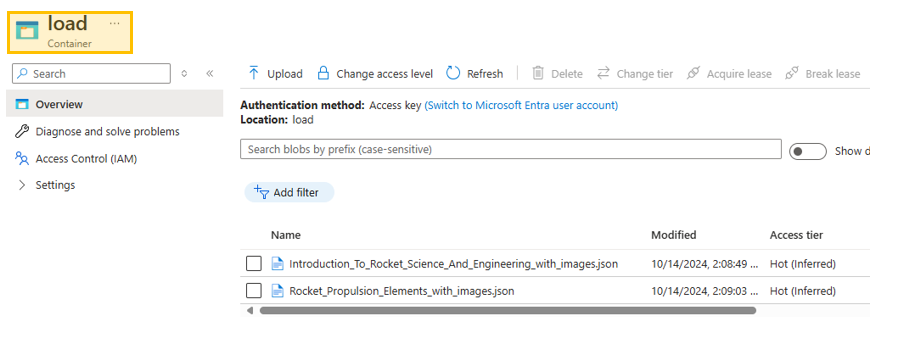 load ...
Container
Search
Overview
Diagnose and solve problems
Access Control (IAM)
Settings
Upload Change access level Refresh Delete Change tier Acquire lease Break lease
Authentication method: Access key (Switch to Microsoft Entra user account)
Location: load
Search blobs by prefix (case-sensitive)
Show d
Add filter
Name Modified Access tier
Introduction_To_Rocket_Science_And_Engineering_with_images.json 10/14/2024, 2:08:49 ... Hot (Inferred)
Rocket_Propulsion_Elements_with_images.json 10/14/2024, 2:09:03 ... Hot (Inferred)